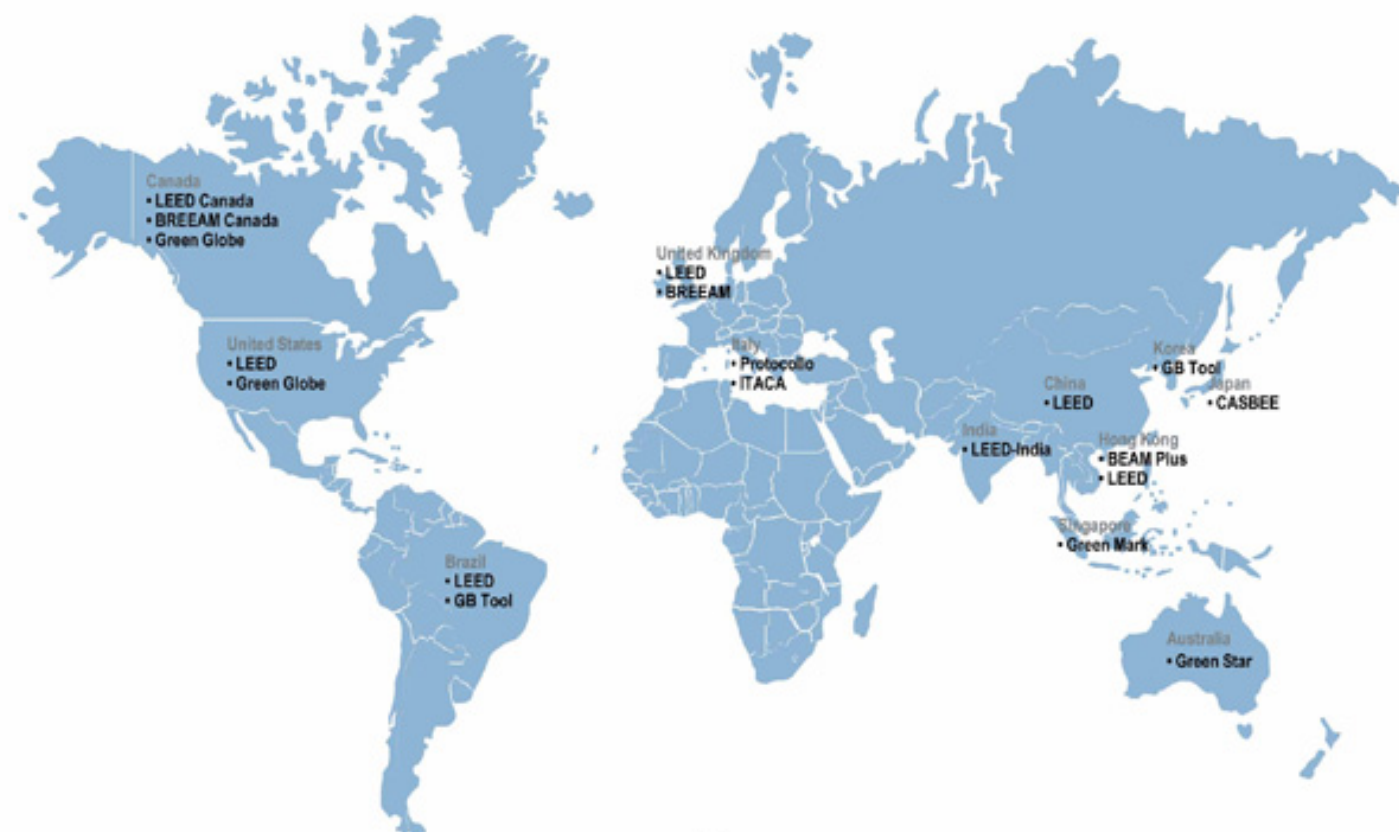 Canada
• LEED Canada
• BREEAM Canada
• Green Globe
United Kingdom
• LEED
• BREEAM
United States
• LEED
• Green Globe
Italy
• Protocollo
• ITACA
Korea
• GB Tool
China
• LEED
Japan
• CASBEE
India
• LEED-India
Hong Kong
• BEAM Plus
• LEED
Singapore
• Green Mark
Brazil
• LEED
• GB Tool
Australia
• Green Star